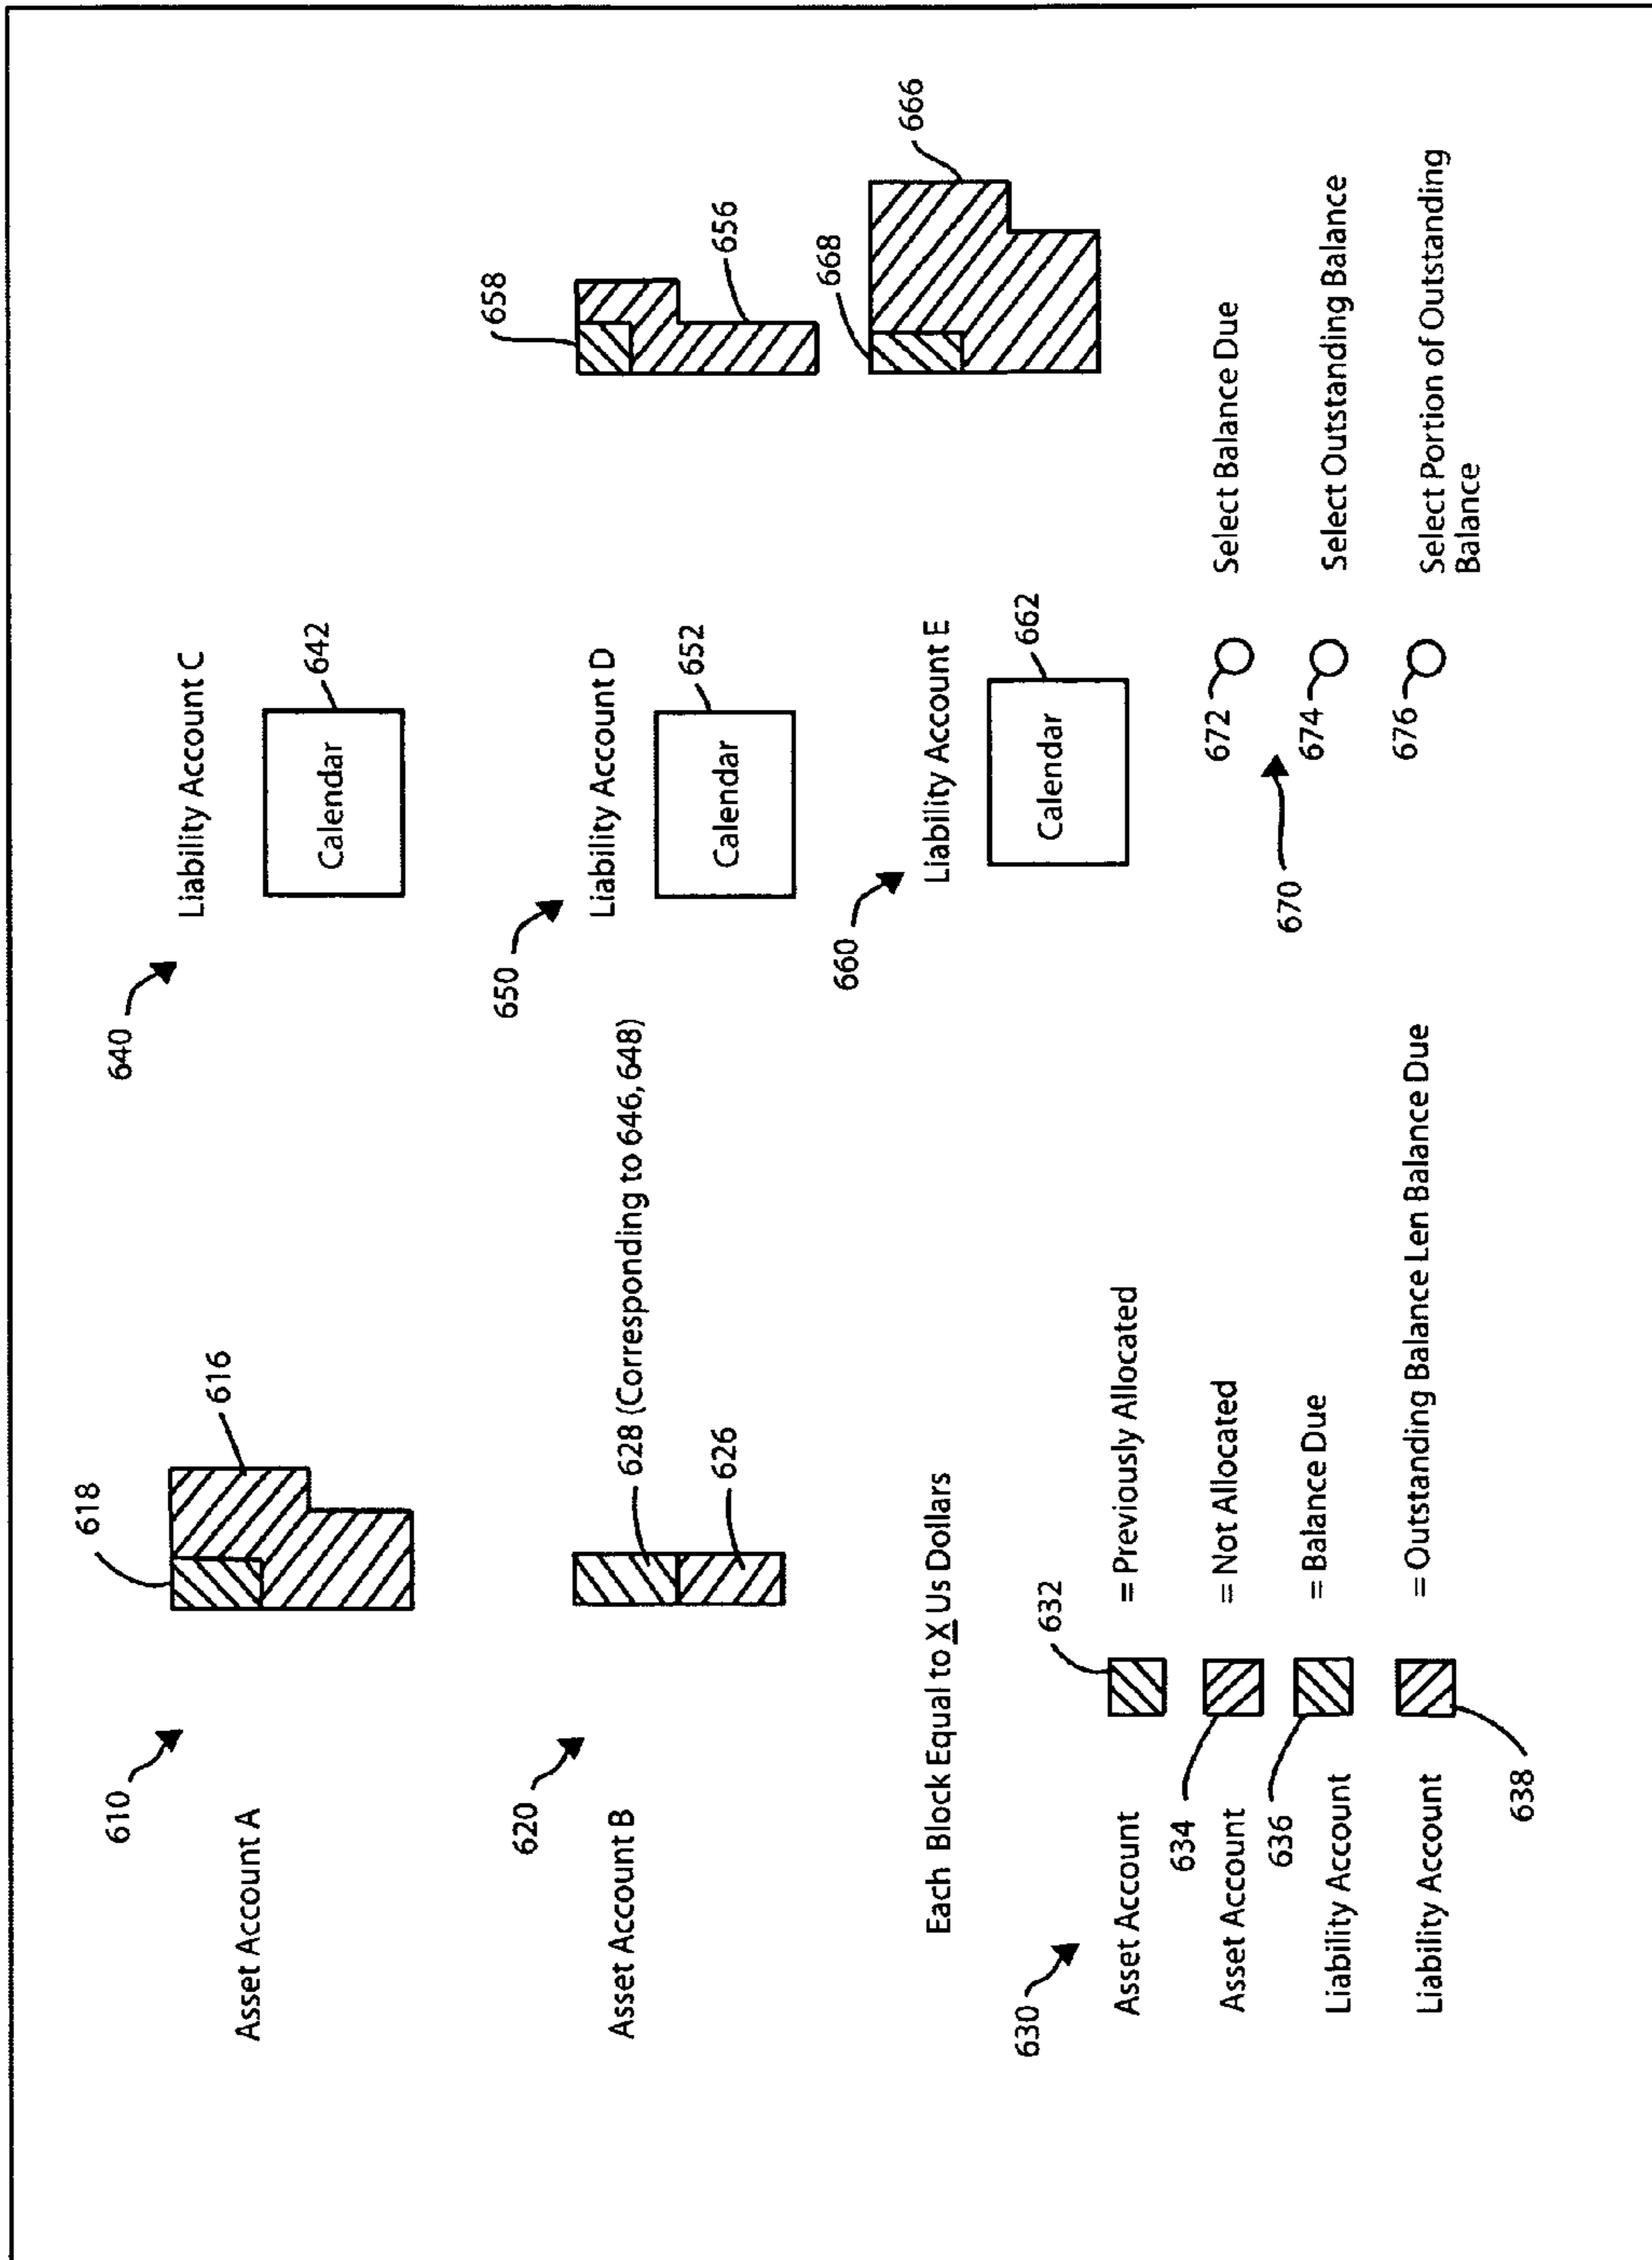 610
Asset Account A
618
616
640
Liability Account C
Calendar
642
620
Asset Account B
628 (Corresponding to 646, 648)
626
650
Liability Account D
Calendar
652
658
656
Each Block Equal to X Us Dollars
660
Liability Account E
Calendar
662
668
666
630
Asset Account
632
= Previously Allocated
634
Asset Account
= Not Allocated
636
Liability Account
= Balance Due
Liability Account
638
= Outstanding Balance Len Balance Due
670
672
Select Balance Due
674
Select Outstanding Balance
676
Select Portion of Outstanding
Balance